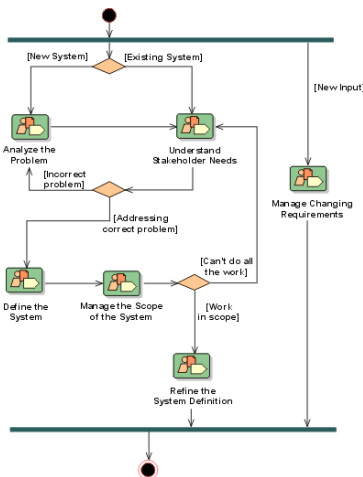 [New System]
[Existing System]
[New Input]
Analyze the
Problem
Understand
Stakeholder Needs
[Incorrect
problem]
Manage Changing
Requirements
[Addressing
correct problem]
[Can't do all
the work]
Define the
System
Manage the Scope
of the System
[Work
in scope]
Refine the
System Definition